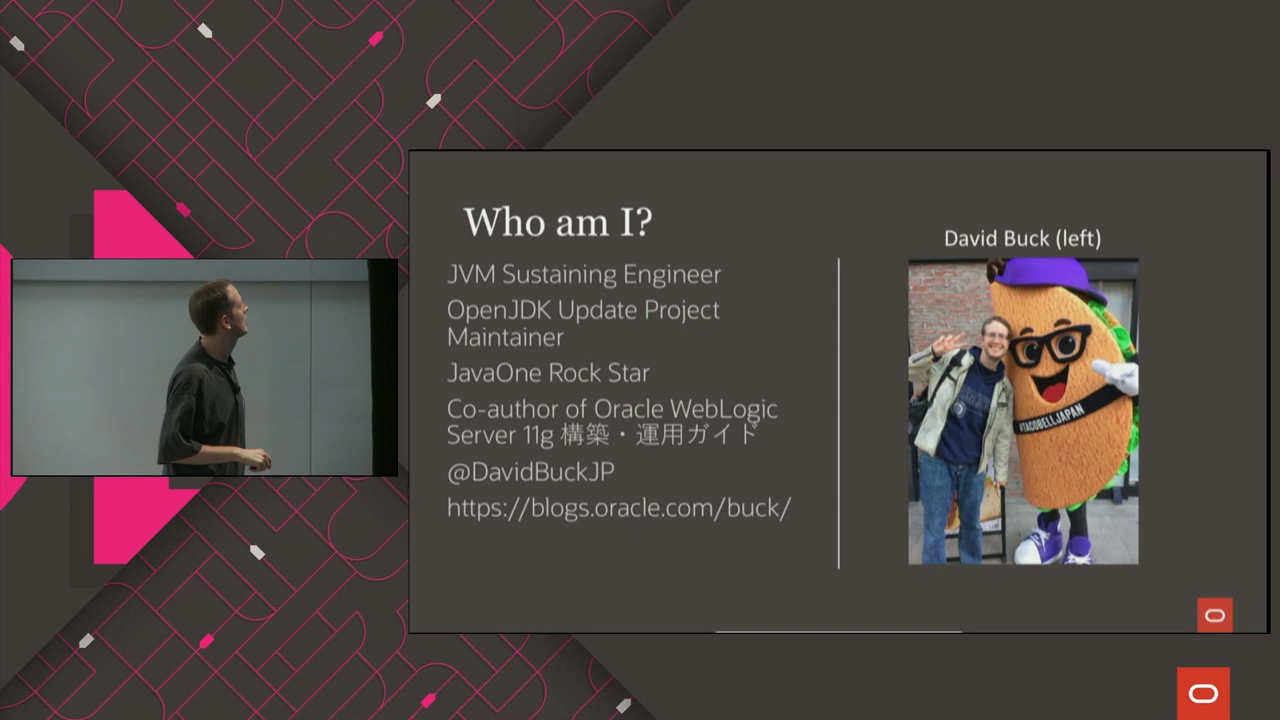 Who am I?
JVM Sustaining Engineer
OpenJDK Update Project
Maintainer
JavaOne Rock Star
Co-author of Oracle WebLogic
Server 11g 構築・運用ガイド
@DavidBuckJP
https://blogs.oracle.com/buck/
David Buck (left)
#TACOBELLJAPAN